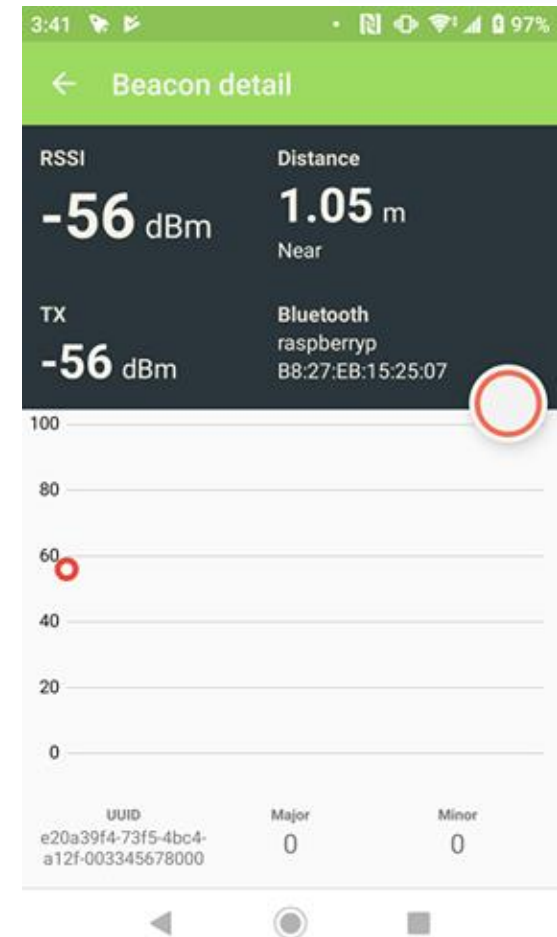 3:41 97%
Beacon detail
RSSI Distance
-56 dBm 1.05 m
Near
TX Bluetooth
-56 dBm raspberryp
B8:27:EB:15:25:07
100
80
60
40
20
0
UUID Major Minor
e20a39f4-73f5-4bc4- 0 0
a12f-003345678000